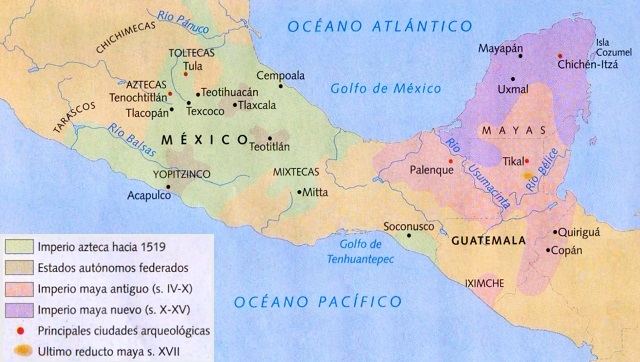 OCÉANO ATLÁNTICO
Río Pánuco
CHICHIMECAS
TOLTECAS
Tula
Mayapán
Isla
Cozumel
Chichén-Itzá
Cempoala
Golfo de México
Uxmal
AZTECAS
Teotihuacán
Tenochtitlán
Texcoco
Tlaxcala
Tlacopán
TARASCOS
Río Balsas
MÉXICO
Teotitlán
MAYAS
Río Usumacinta
Tikal
Río Bélice
Palenque
YOPITZINCO
MIXTECAS
Acapulco
Mitta
Soconusco
GUATEMALA
Quiriguá
Copán
Golfo de
Tenhuantepec
IXIMCHE
OCÉANO PACÍFICO
Imperio azteca hacia 1519
Estados autónomos federados
Imperio maya antiguo (s. IV-X)
Imperio maya nuevo (s. X-XV)
Principales ciudades arqueológicas
Ultimo reducto maya s. XVII